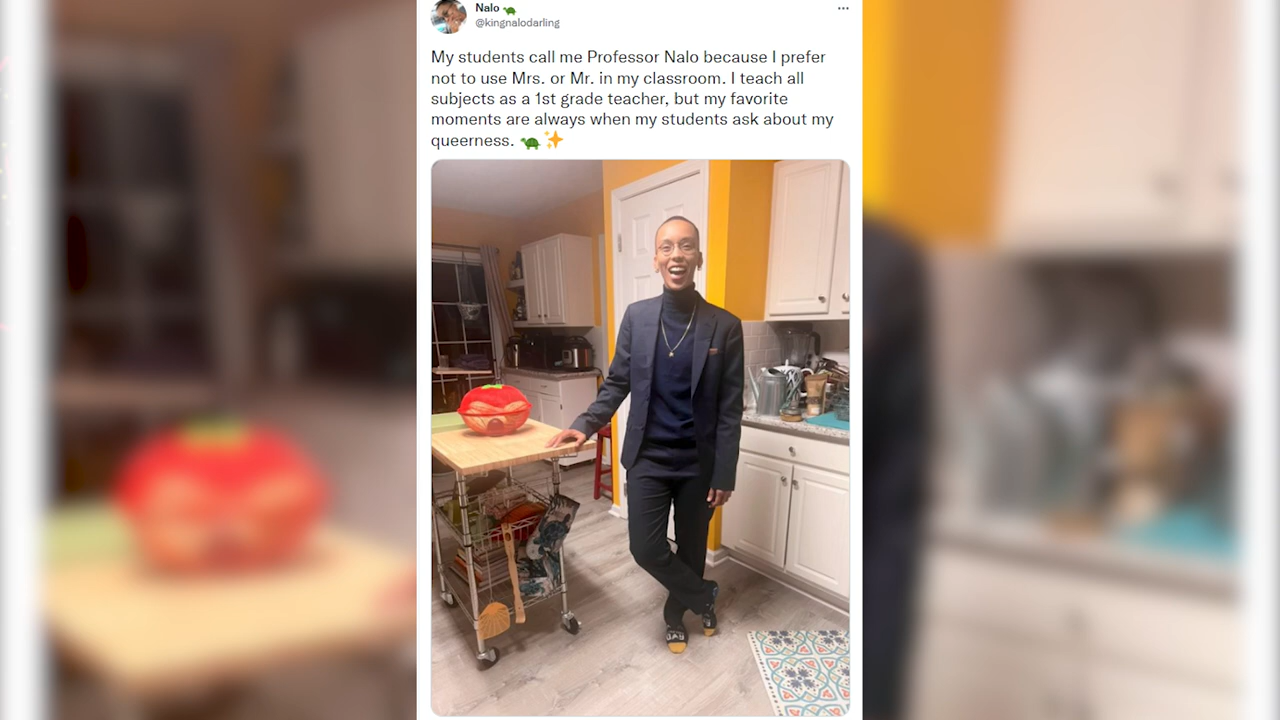 Nalo 🐢
@kingnalodarling
My students call me Professor Nalo because I prefer
not to use Mrs. or Mr. in my classroom. I teach all
subjects as a 1st grade teacher, but my favorite
moments are always when my students ask about my
queerness. 🐢✨